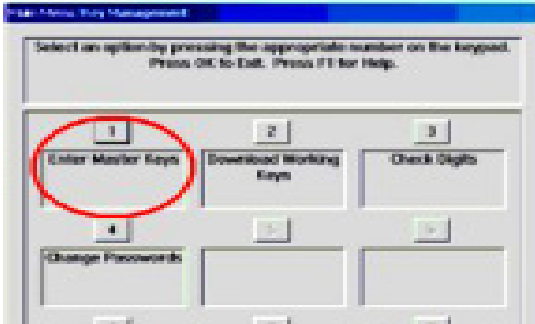 Main Menu Key Management
Select an option by pressing the appropriate number on the keypad.
Press OK to Exit. Press F1 for Help.
1
2
3
Enter Master Keys
Download Working
Keys
Check Digits
4
5
Change Passwords